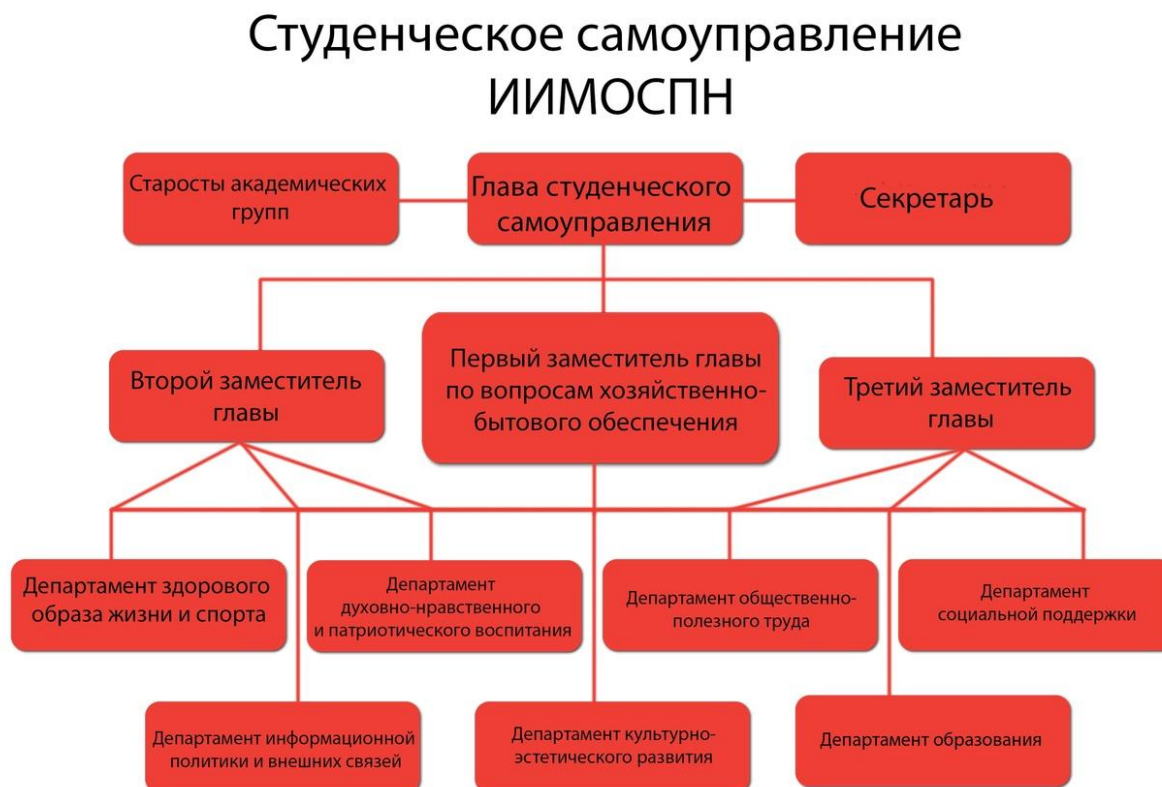 Студенческое самоуправление
ИИМОСПН
Старосты академических
групп
Глава студенческого
самоуправления
Секретарь
Второй заместитель
главы
Первый заместитель главы
по вопросам хозяйственно-
бытового обеспечения
Третий заместитель
главы
Департамент здорового
образа жизни и спорта
Департамент
духовно-нравственного
и патриотического воспитания
Департамент общественно-
полезного труда
Департамент
социальной поддержки
Департамент информационной
политики и внешних связей
Департамент культурно-
эстетического развития
Департамент образования